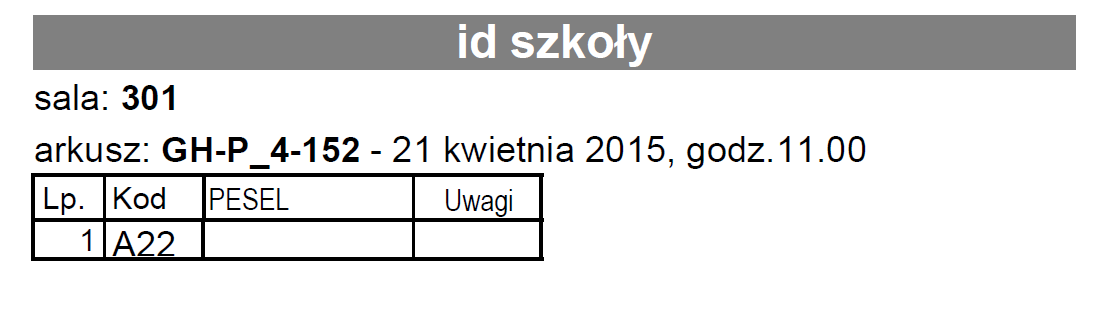 id szkoły
sala: 301
arkusz: GH-P_4-152 - 21 kwietnia 2015, godz.11.00
Lp. Kod PESEL Uwagi
1 A22